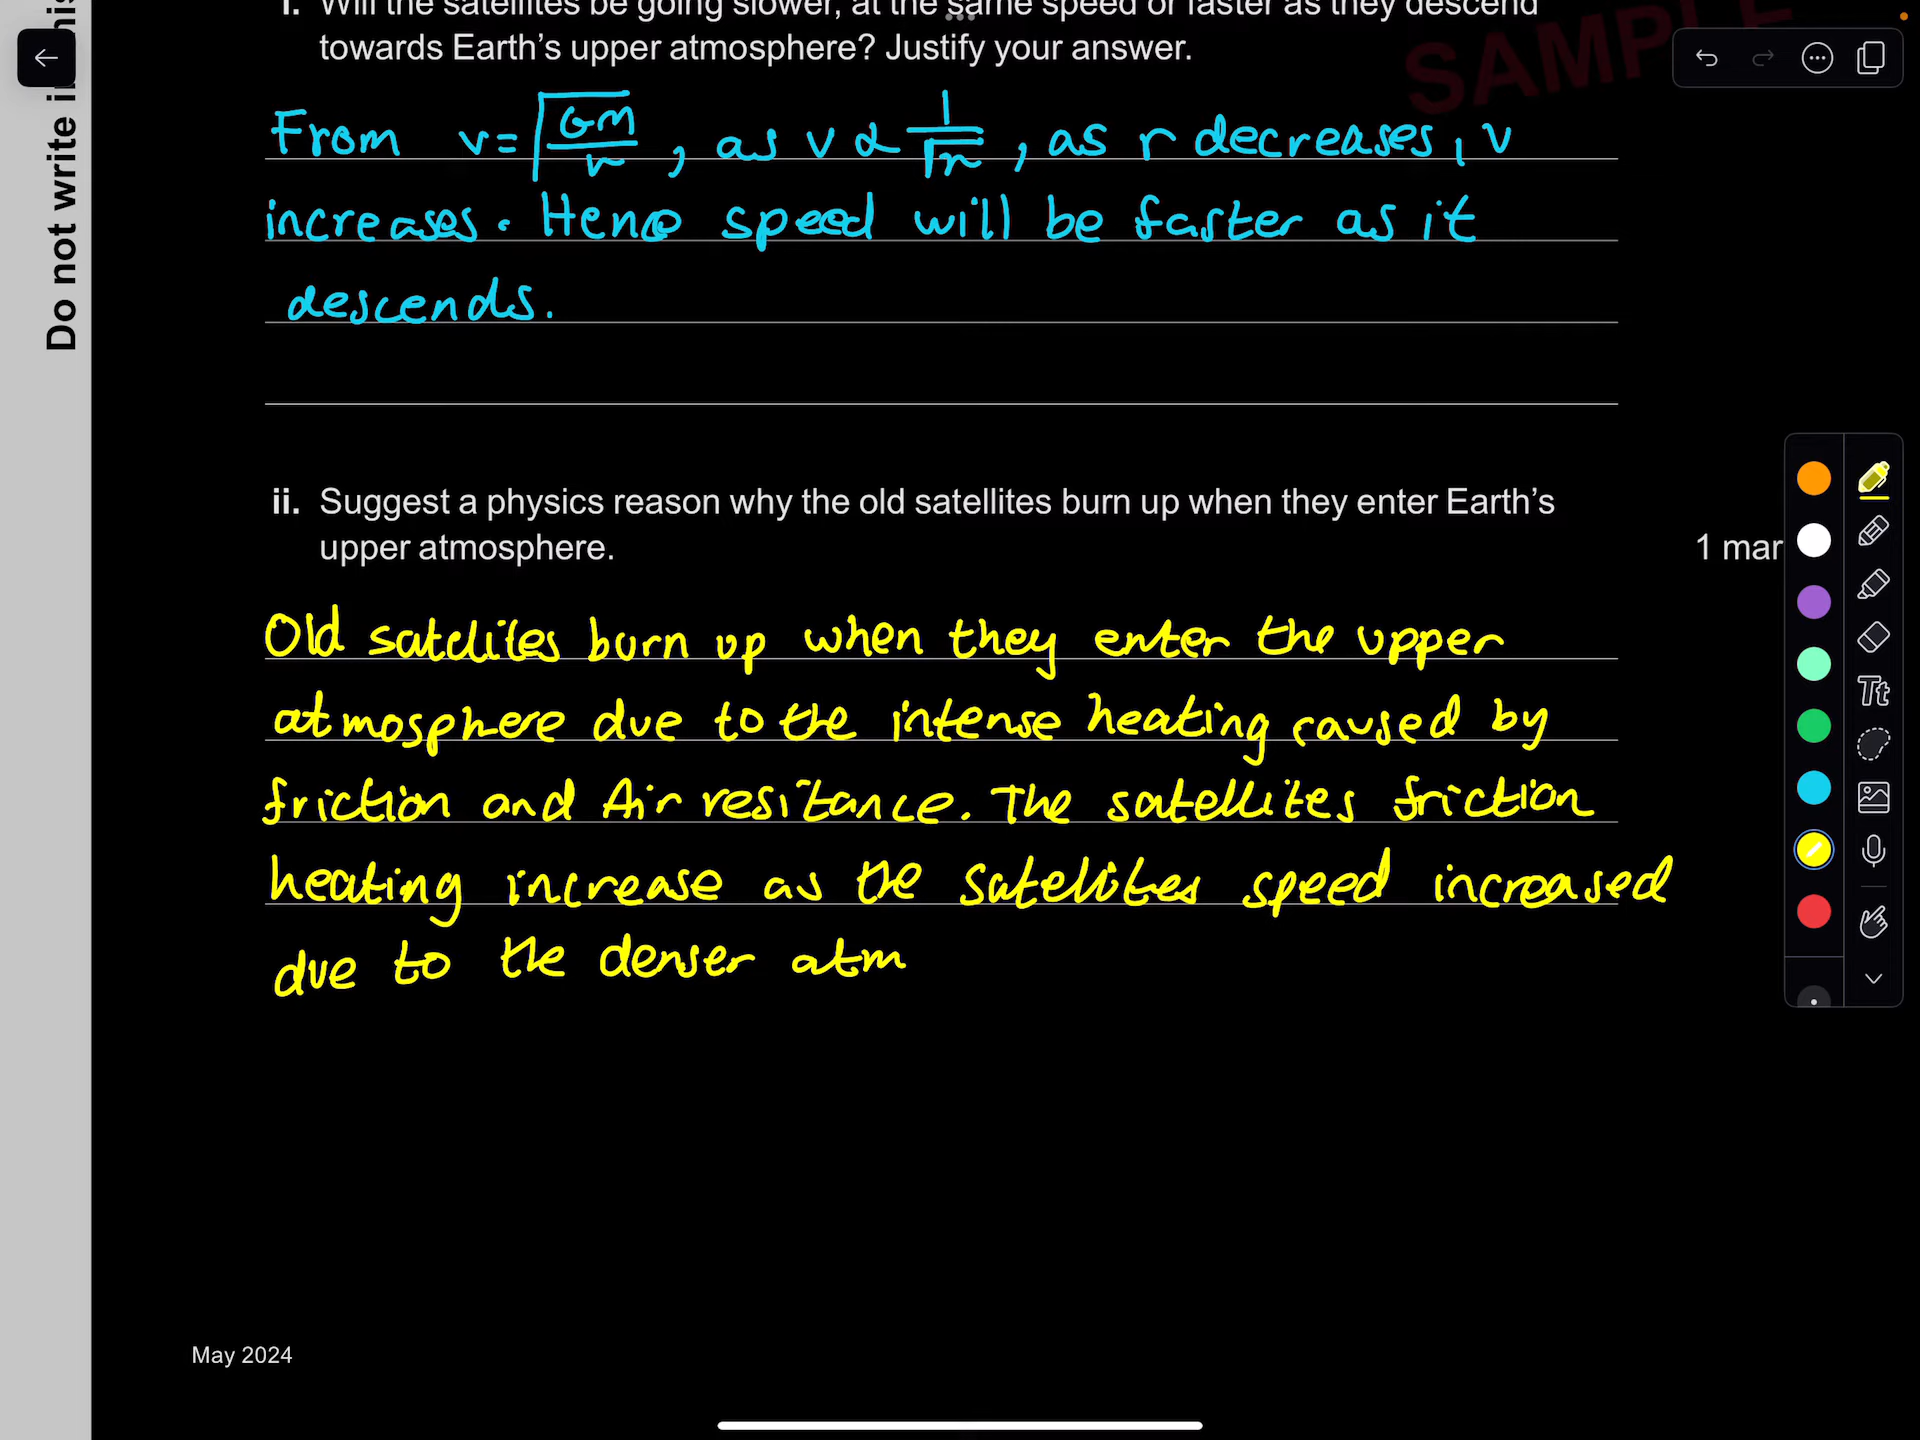 i. Will the satellites be going slower, at the same speed or faster as they descend
towards Earth's upper atmosphere? Justify your answer.
SAMPLE
Do not write in this
From v = √GM/r , as v ∝ 1/√r , as r decreases, v
increases. Hence speed will be faster as it
descends.
ii. Suggest a physics reason why the old satellites burn up when they enter Earth's
upper atmosphere.
1 mar
Old satellites burn up when they enter the upper
atmosphere due to the intense heating caused by
friction and Air resitance. The satellites friction
heating increase as the satellites speed increased
due to the denser atm
Tt
May 2024